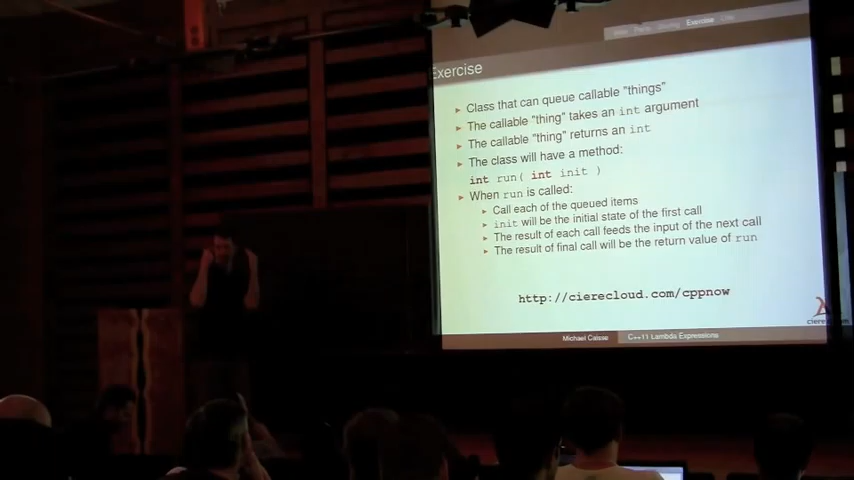 Exercise
Exercise
Class that can queue callable "things"
The callable "thing" takes an int argument
The callable "thing" returns an int
The class will have a method:
int run( int init )
When run is called:
Call each of the queued items
init will be the initial state of the first call
The result of each call feeds the input of the next call
The result of final call will be the return value of run
http://cierecloud.com/cppnow
Michael Caisse C++11 Lambda Expressions